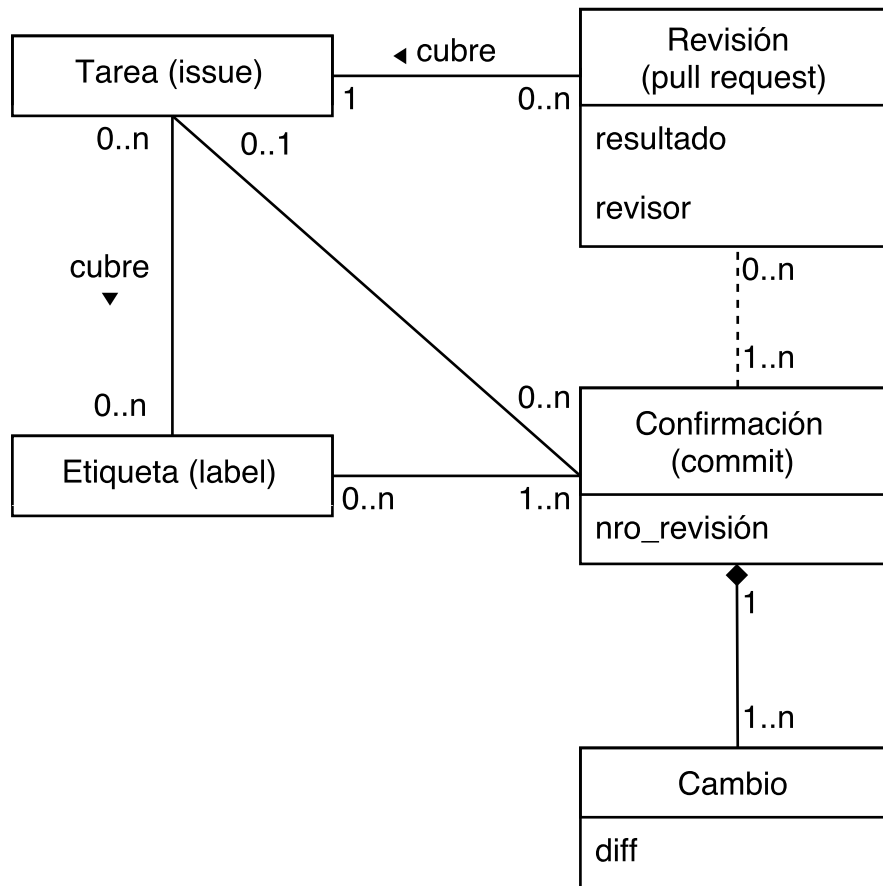 Tarea (issue)
cubre
1
0..n
Revisión
(pull request)
resultado
revisor
0..n
0..1
cubre
0..n
0..n
1..n
0..n
Etiqueta (label)
0..n
1..n
Confirmación
(commit)
nro_revisión
1
1..n
Cambio
diff